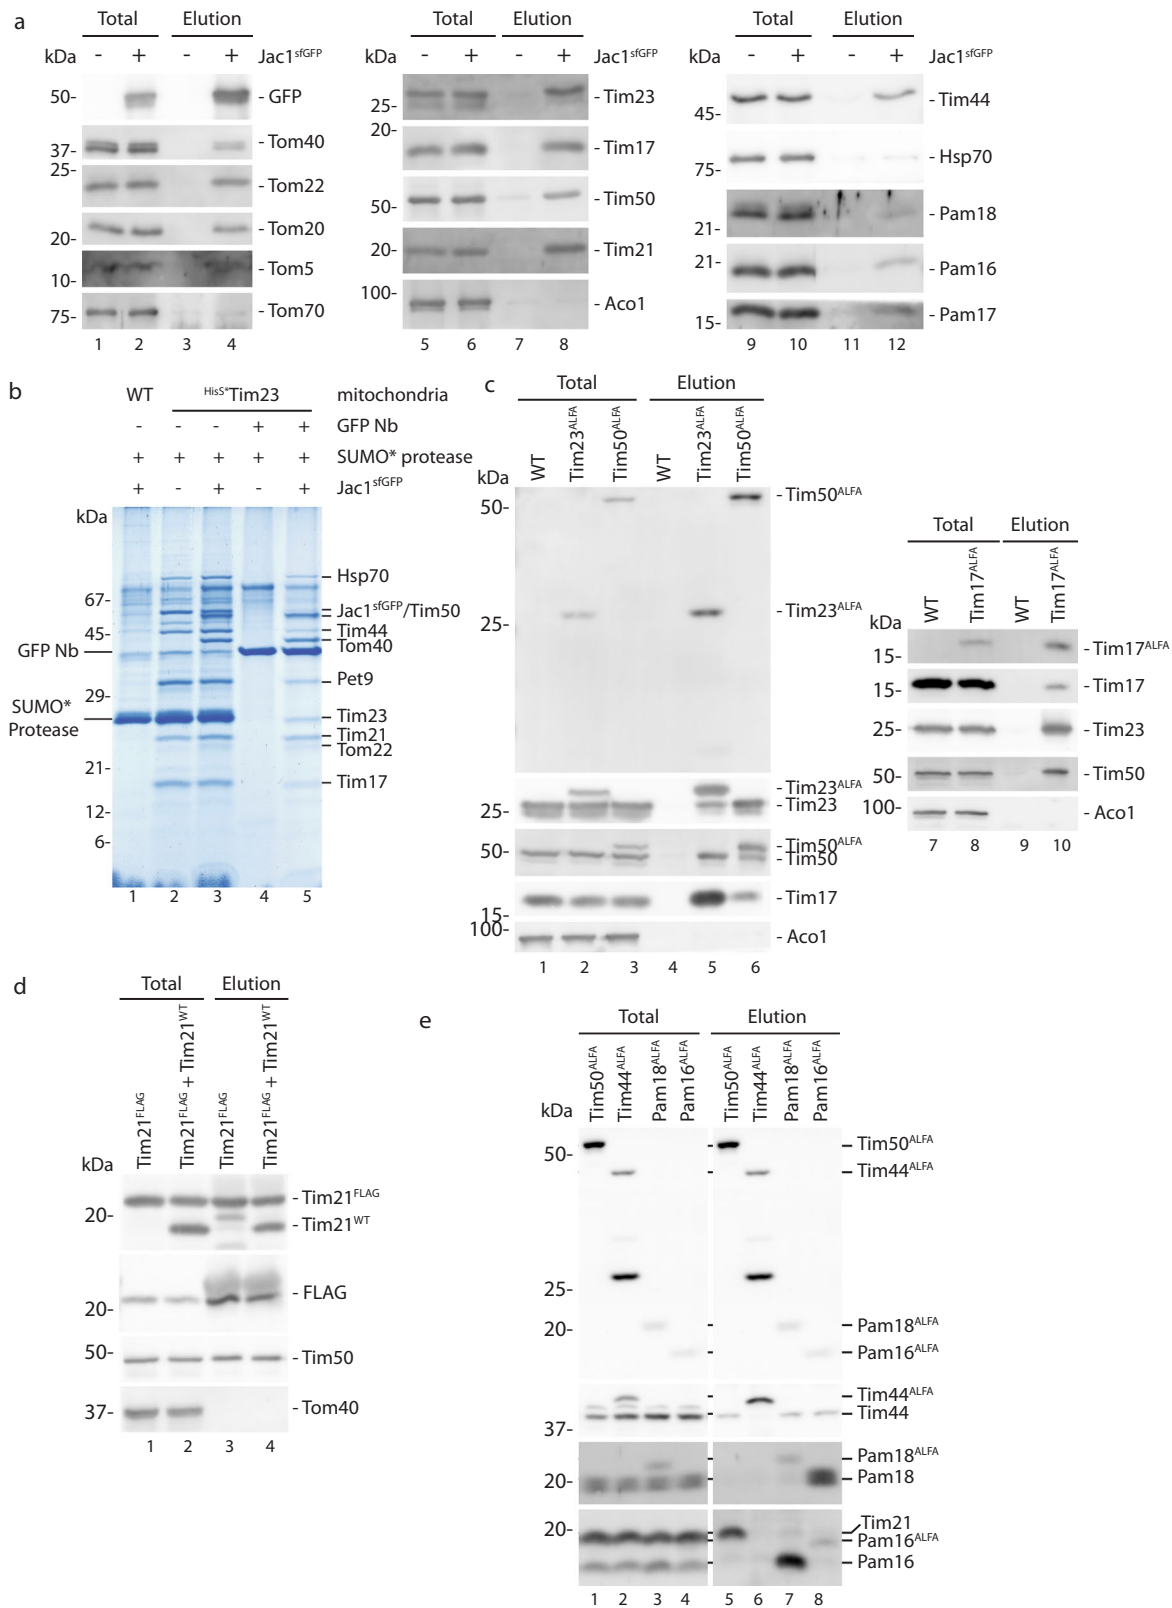 a
Total Elution
kDa - + - + Jac1sfGFP
50- - GFP
37- - Tom40
25-
- Tom22
20- - Tom20
10- - Tom5
75- - Tom70
1 2 3 4
Total Elution
kDa - + - + Jac1sfGFP
25- - Tim23
20-
- Tim17
50- - Tim50
20- - Tim21
100-
- Aco1
5 6 7 8
Total Elution
kDa - + - + Jac1sfGFP
45- - Tim44
75- - Hsp70
21- - Pam18
21- - Pam16
15- - Pam17
9 10 11 12
b
WT HisS*Tim23 mitochondria
- - - + + GFP Nb
+ + + + + SUMO* protease
+ - + - + Jac1sfGFP
kDa
Hsp70
67-
Jac1sfGFP/Tim50
45- Tim44
GFP Nb Tom40
Pet9
29-
SUMO* Protease Tim23
Tim21
Tom22
21-
Tim17
12-
6-
1 2 3 4 5
c
Total Elution
WT Tim23ALFA Tim50ALFA WT Tim23ALFA Tim50ALFA
kDa
50- - Tim50ALFA
25- - Tim23ALFA
- Tim23ALFA
25- - Tim23
- Tim50ALFA
50- - Tim50
15- - Tim17
100- - Aco1
1 2 3 4 5 6
Total Elution
WT Tim17ALFA WT Tim17ALFA
kDa
15- - Tim17ALFA
15- - Tim17
25- - Tim23
50- - Tim50
100- - Aco1
7 8 9 10
d
Total Elution
Tim21FLAG Tim21FLAG + Tim21WT Tim21FLAG Tim21FLAG + Tim21WT
kDa
- Tim21FLAG
20- - Tim21WT
20- - FLAG
50- - Tim50
37- - Tom40
1 2 3 4
e
Total Elution
Tim50ALFA Tim44ALFA Pam18ALFA Pam16ALFA Tim50ALFA Tim44ALFA Pam18ALFA Pam16ALFA
kDa
50- Tim50ALFA
Tim44ALFA
25-
20- Pam18ALFA
Pam16ALFA
Tim44ALFA
37- Tim44
Pam18ALFA
20- Pam18
20- Tim21
Pam16ALFA
Pam16
1 2 3 4 5 6 7 8